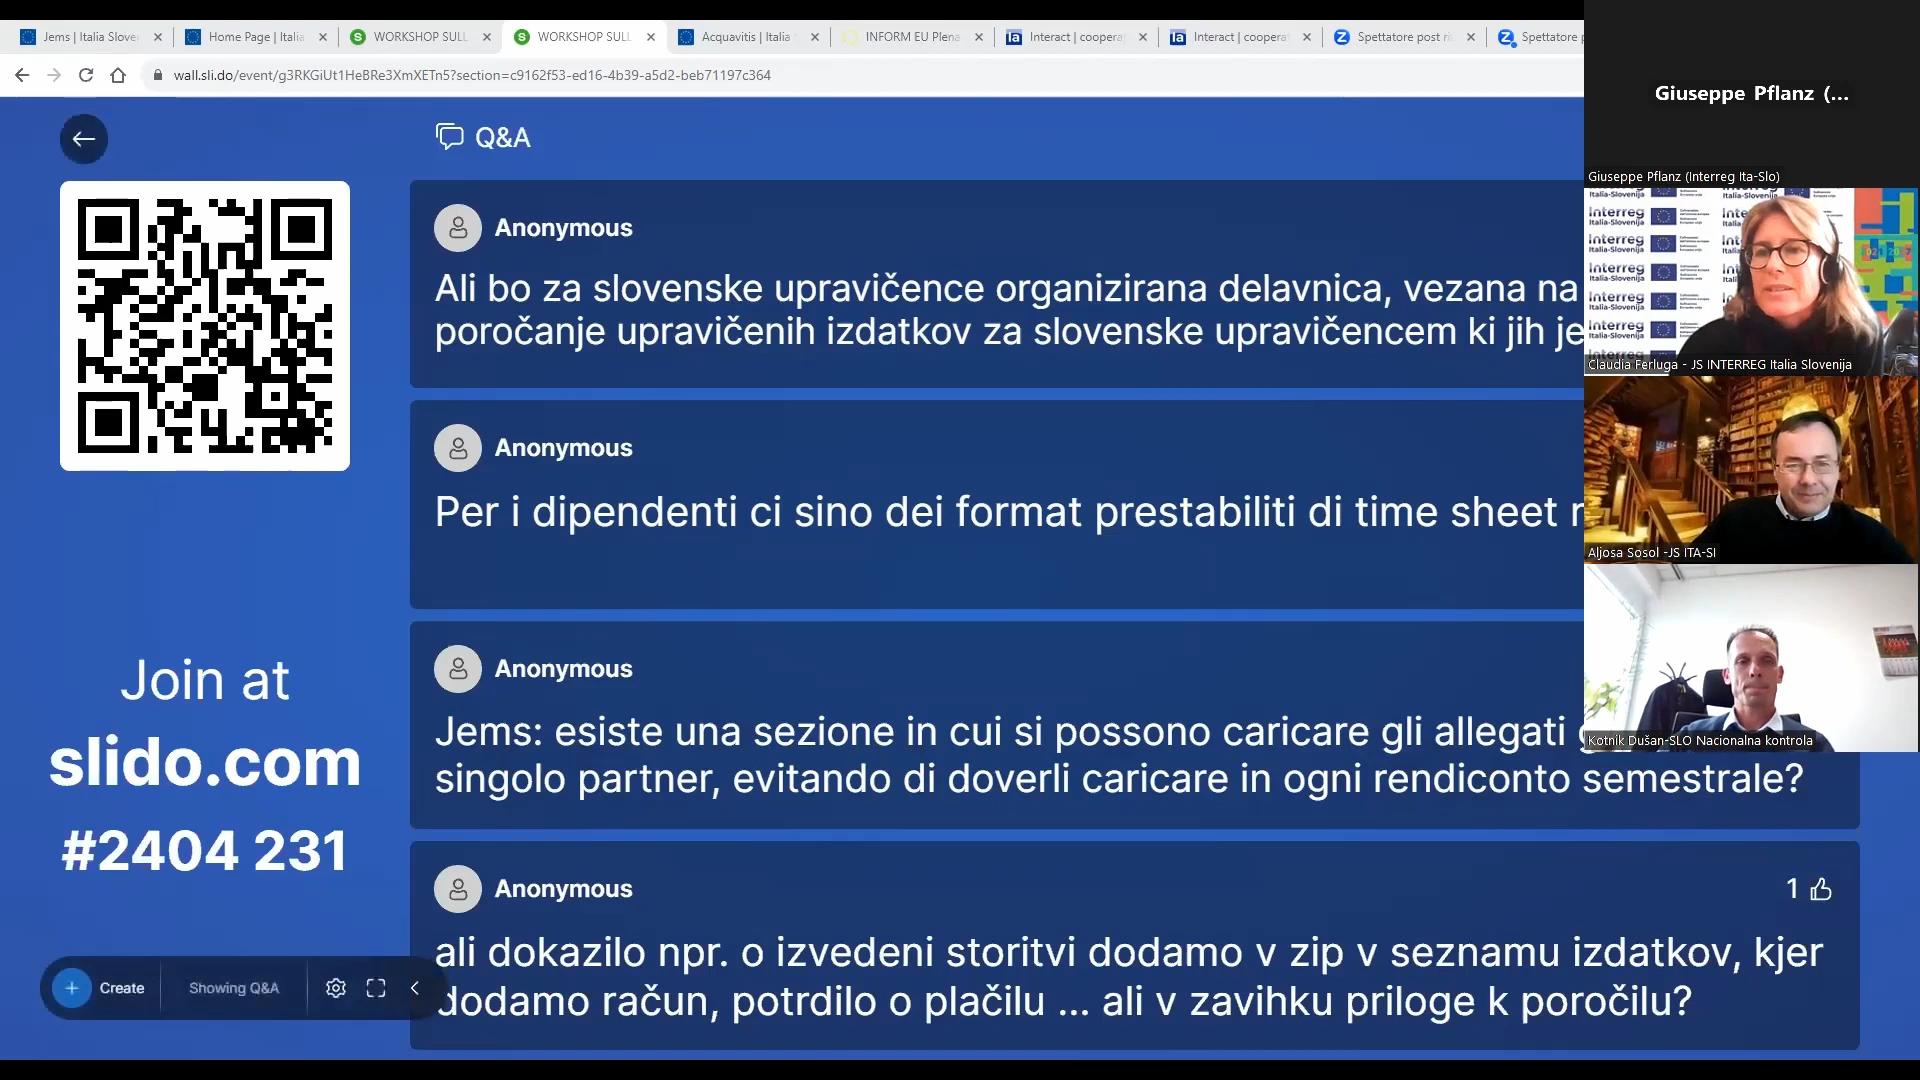 Jems | Italia Slove
Home Page | Italia
WORKSHOP SULL
WORKSHOP SULL
Acquavitis | Italia
INFORM EU Plena
Interact | coopera
Interact | coopera
Spettatore post ri
Spettatore p
wall.sli.do/event/g3RKGiUt1HeBRe3XmXETn5?section=c9162f53-ed16-4b39-a5d2-beb71197c364
Q&A
Anonymous
Ali bo za slovenske upravičence organizirana delavnica, vezana na
poročanje upravičenih izdatkov za slovenske upravičencem ki jih je
Anonymous
Per i dipendenti ci sino dei format prestabiliti di time sheet
Anonymous
Jems: esiste una sezione in cui si possono caricare gli allegati
singolo partner, evitando di doverli caricare in ogni rendiconto semestrale?
Anonymous
1
ali dokazilo npr. o izvedeni storitvi dodamo v zip v seznamu izdatkov, kjer
dodamo račun, potrdilo o plačilu ... ali v zavihku priloge k poročilu?
Join at
slido.com
#2404 231
Create
Showing Q&A
Giuseppe Pflanz (...
Giuseppe Pflanz (Interreg Ita-Slo)
Interreg
Italia-Slovenija
Claudia Ferluga - JS INTERREG Italia Slovenija
Aljosa Sosol -JS ITA-SI
Kotnik Dušan-SLO Nacionalna kontrola